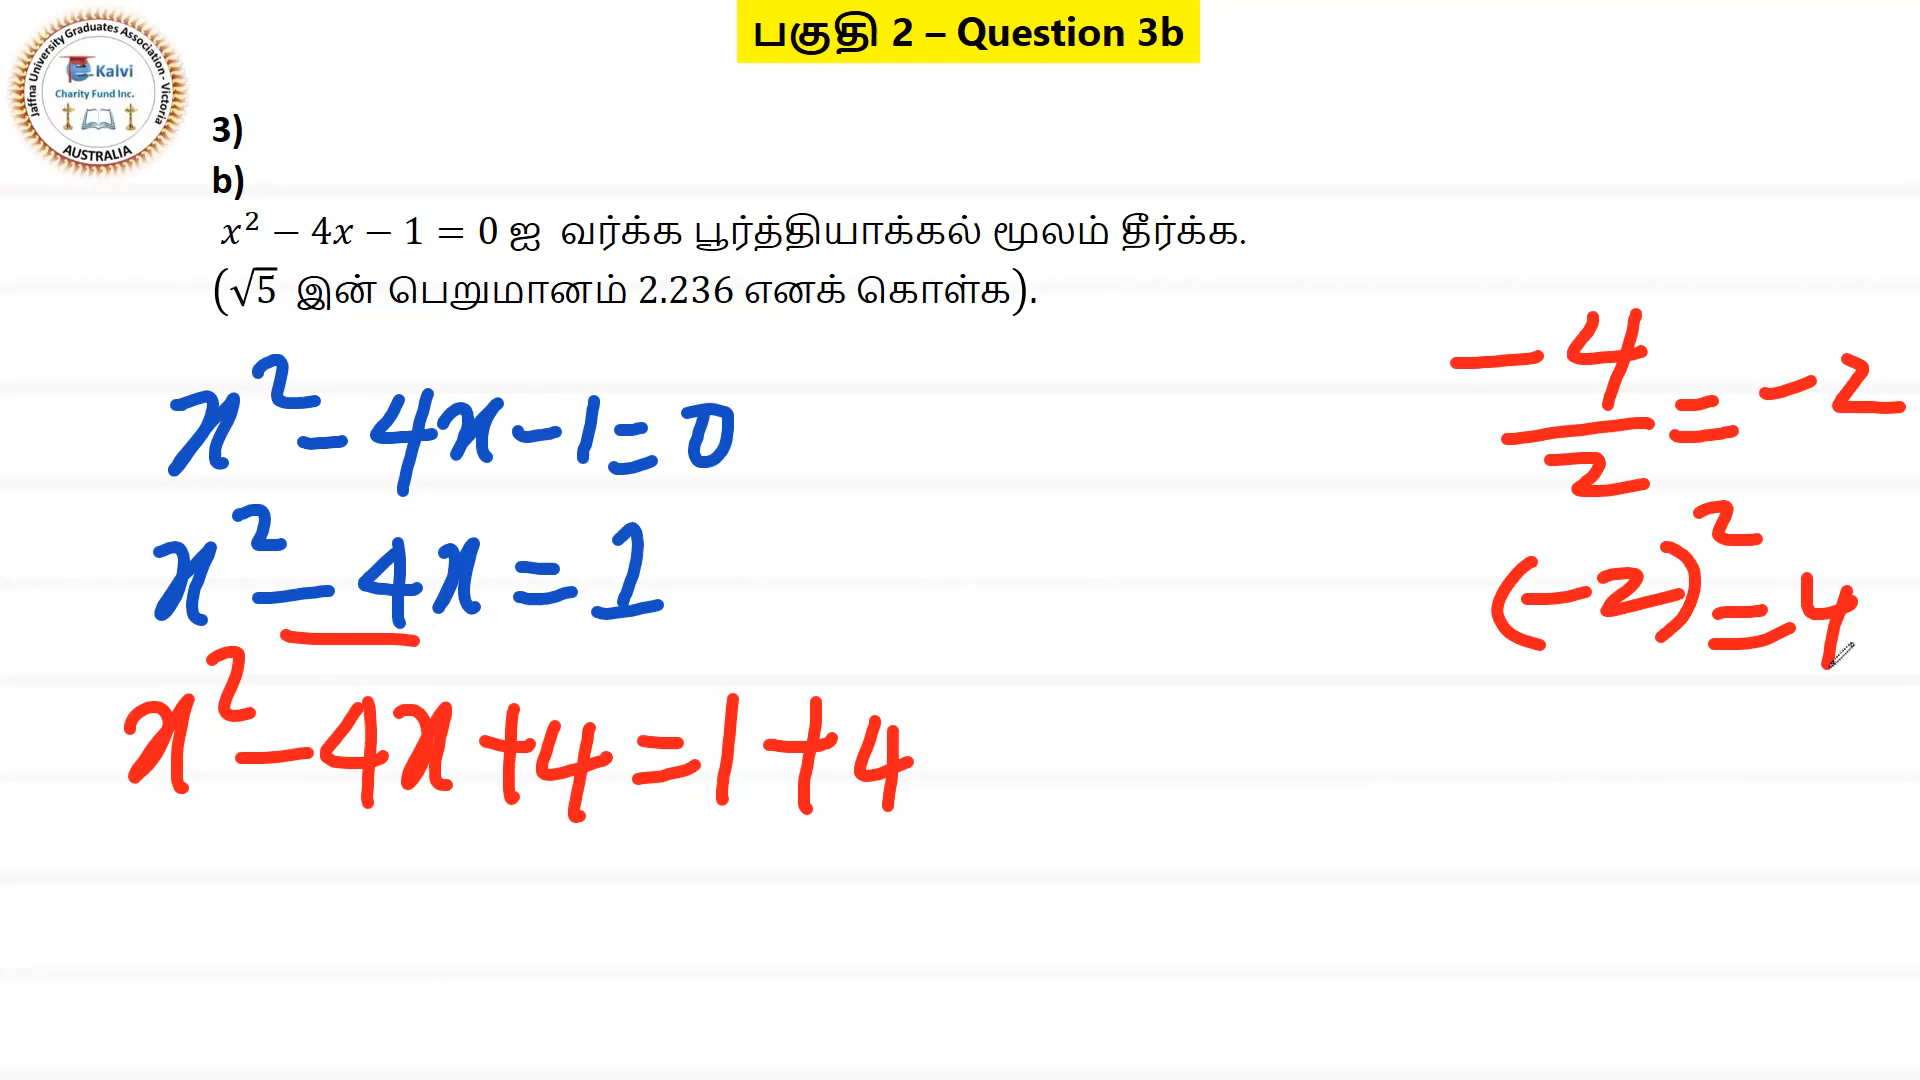 பகுதி 2 – Question 3b
Jaffna University Graduates Association - Victoria
e Kalvi
Charity Fund Inc.
AUSTRALIA
3)
b)
x² − 4x − 1 = 0 ஐ வர்க்க பூர்த்தியாக்கல் மூலம் தீர்க்க.
(√5 இன் பெறுமானம் 2.236 எனக் கொள்க).
x² − 4x − 1 = 0
x² − 4x = 1
x² − 4x + 4 = 1 + 4
−4/2 = −2
(−2)² = 4